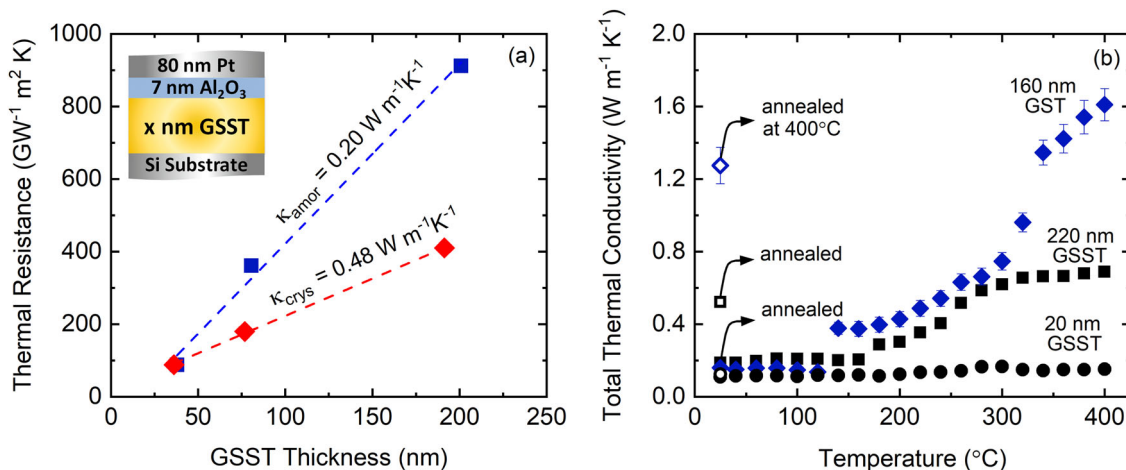 (a)
80 nm Pt
7 nm Al₂O₃
x nm GSST
Si Substrate
κamor = 0.20 W m⁻¹K⁻¹
κcrys = 0.48 W m⁻¹K⁻¹
Thermal Resistance (GW⁻¹ m² K)
1000
800
600
400
200
0
0 50 100 150 200 250
GSST Thickness (nm)
(b)
160 nm
GST
annealed
at 400°C
220 nm
GSST
annealed
annealed
20 nm
GSST
Total Thermal Conductivity (W m⁻¹ K⁻¹)
2.0
1.6
1.2
0.8
0.4
0.0
0 100 200 300 400
Temperature (°C)